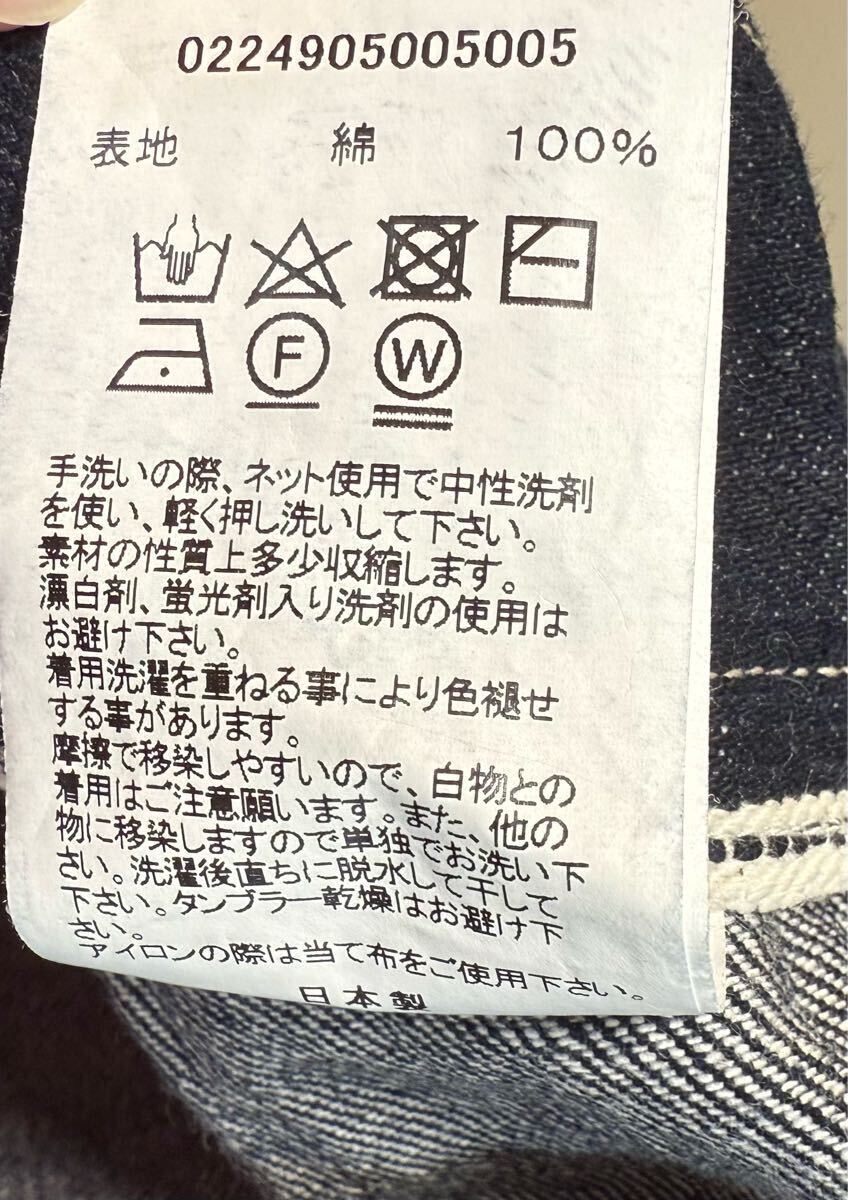 0224905005005
表地 綿 100%
F W
手洗いの際、ネット使用で中性洗剤
を使い、軽く押し洗いして下さい。
素材の性質上多少収縮します。
漂白剤、蛍光剤入り洗剤の使用は
お避け下さい。
着用洗濯を重ねる事により色褪せ
する事があります。
摩擦で移染しやすいので、白物との
着用はご注意願います。また、他の
物に移染しますので単独でお洗い下
さい。洗濯後直ちに脱水して干して
下さい。タンブラー乾燥はお避け下
さい。
アイロンの際は当て布をご使用下さい。
日本製